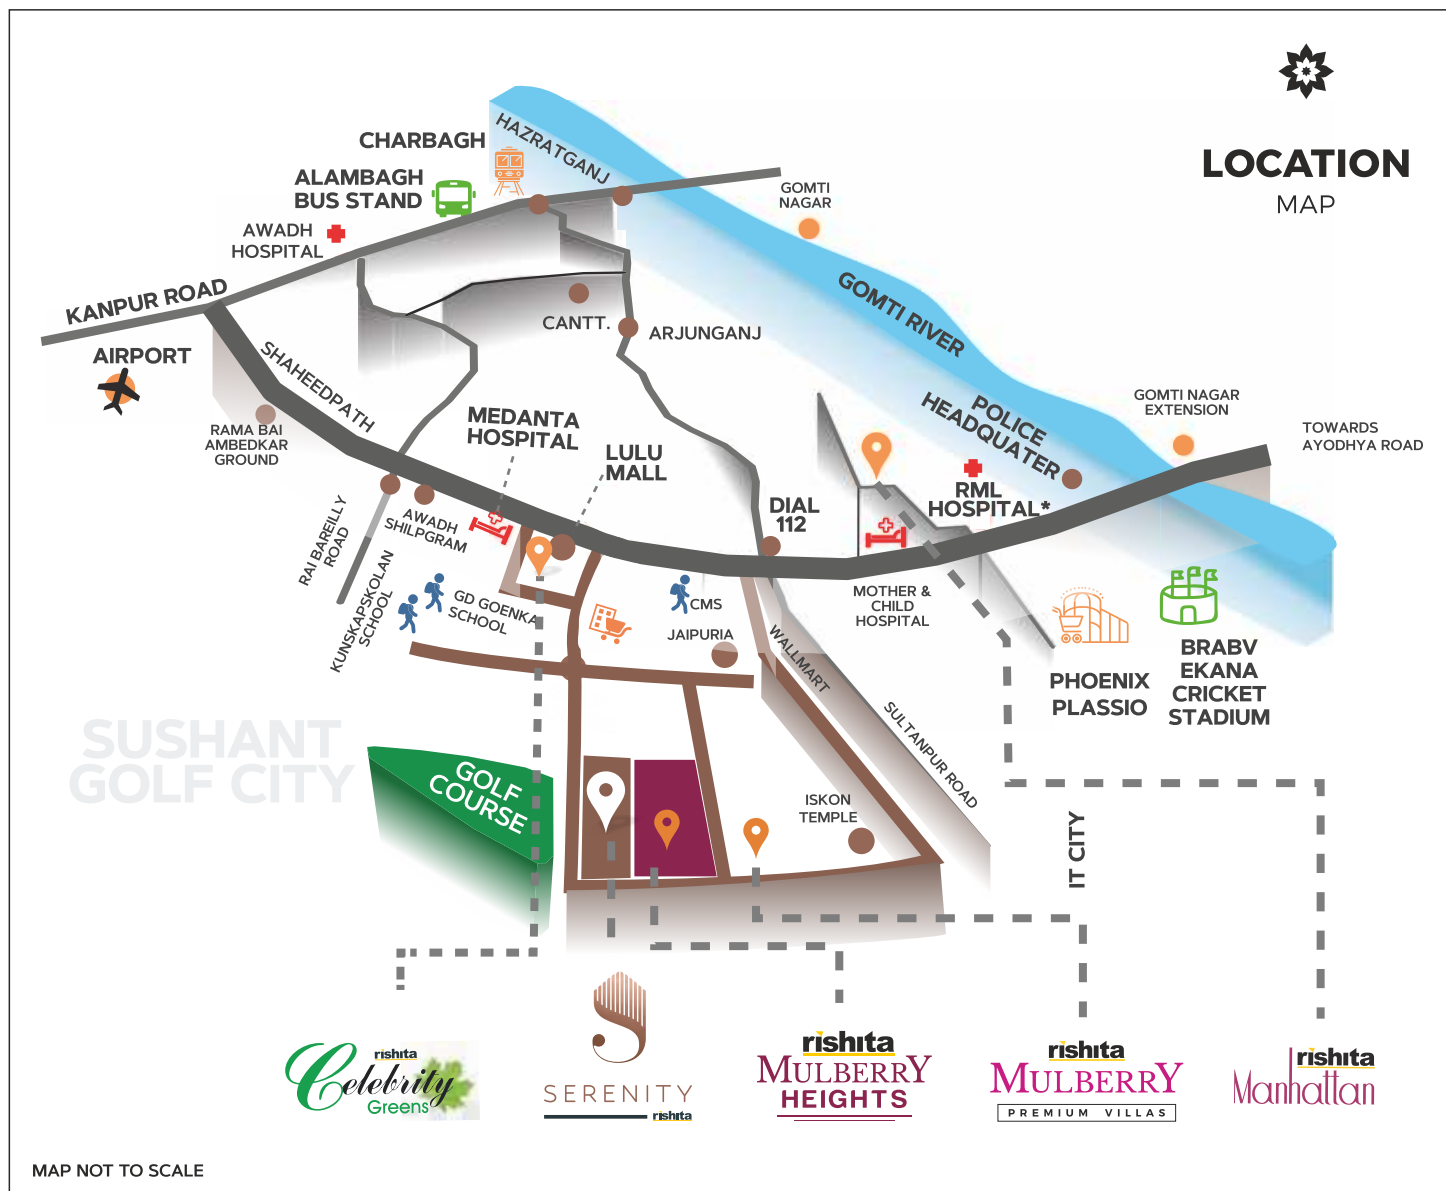 LOCATION
MAP
HAZRATGANJ
CHARBAGH
ALAMBAGH
BUS STAND
AWADH
HOSPITAL
GOMTI
NAGAR
KANPUR ROAD
AIRPORT
SHAHEEDPATH
CANTT.
ARJUNGANJ
GOMTI RIVER
RAMA BAI
AMBEDKAR
GROUND
MEDANTA
HOSPITAL
LULU
MALL
POLICE
HEADQUATER
GOMTI NAGAR
EXTENSION
TOWARDS
AYODHYA ROAD
RML
HOSPITAL*
DIAL
112
RAI BAREILLY
ROAD
AWADH
SHILPGRAM
KUNSKAPSKOLAN
SCHOOL
GD GOENKA
SCHOOL
CMS
JAIPURIA
MOTHER &
CHILD
HOSPITAL
WALLMART
SULTANPUR ROAD
PHOENIX
PLASSIO
BRABV
EKANA
CRICKET
STADIUM
SUSHANT
GOLF CITY
GOLF
COURSE
ISKON
TEMPLE
IT CITY
rishita
Celebrity
Greens
SERENITY
rishita
rishita
MULBERRY
HEIGHTS
rishita
MULBERRY
PREMIUM VILLAS
rishita
Manhattan
MAP NOT TO SCALE